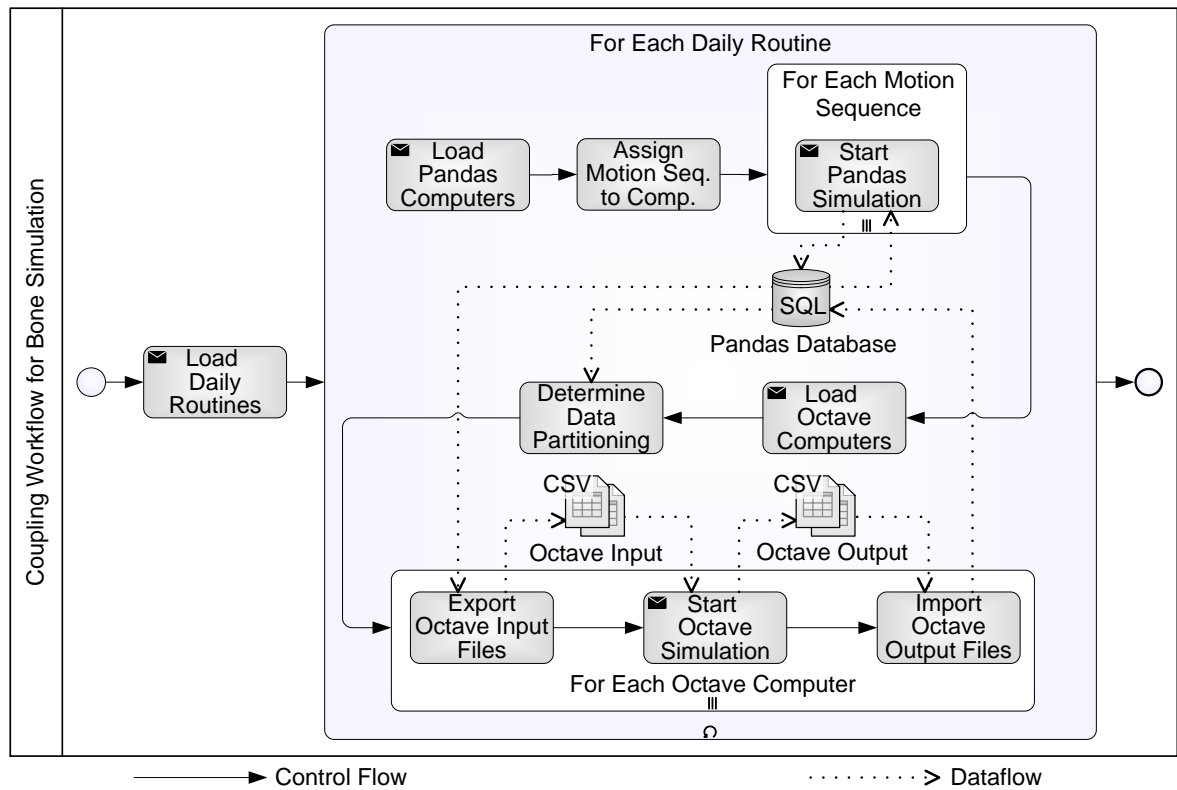 Coupling Workflow for Bone Simulation
For Each Daily Routine
For Each Motion
Sequence
Load
Pandas
Computers
Assign
Motion Seq.
to Comp.
Start
Pandas
Simulation
SQL
Pandas Database
Load
Daily
Routines
Determine
Data
Partitioning
Load
Octave
Computers
CSV
Octave Input
CSV
Octave Output
Export
Octave Input
Files
Start
Octave
Simulation
Import
Octave
Output Files
For Each Octave Computer
Control Flow
Dataflow